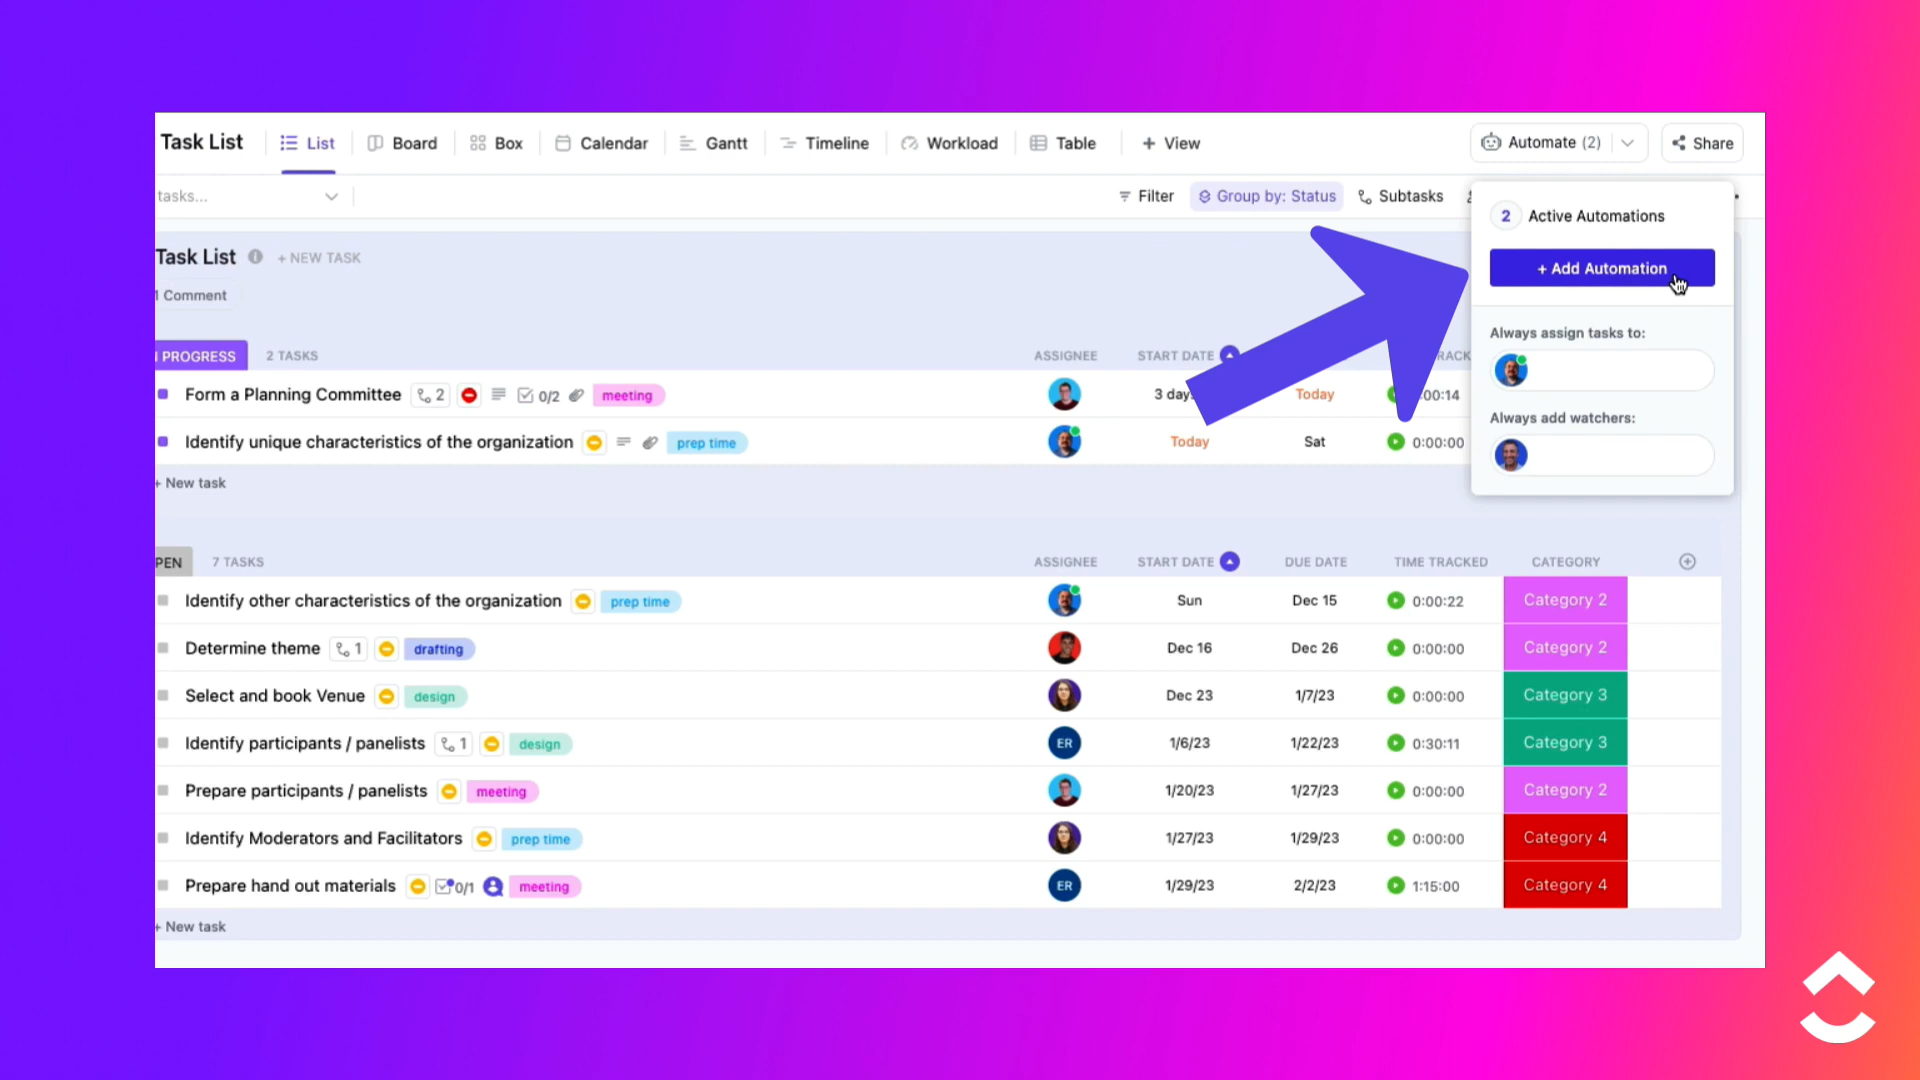 Task List List Board Box Calendar Gantt Timeline Workload Table + View Automate (2) Share
tasks... Filter Group by: Status Subtasks
2 Active Automations
+ Add Automation
Always assign tasks to:
Always add watchers:
Task List + NEW TASK
1 Comment
PROGRESS 2 TASKS ASSIGNEE START DATE RACK
Form a Planning Committee 2 0/2 meeting 3 day Today :00:14
Identify unique characteristics of the organization prep time Today Sat 0:00:00
+ New task
PEN 7 TASKS ASSIGNEE START DATE DUE DATE TIME TRACKED CATEGORY
Identify other characteristics of the organization prep time Sun Dec 15 0:00:22 Category 2
Determine theme 1 drafting Dec 16 Dec 26 0:00:00 Category 2
Select and book Venue design Dec 23 1/7/23 0:00:00 Category 3
Identify participants / panelists 1 design ER 1/6/23 1/22/23 0:30:11 Category 3
Prepare participants / panelists meeting 1/20/23 1/27/23 0:00:00 Category 2
Identify Moderators and Facilitators prep time 1/27/23 1/29/23 0:00:00 Category 4
Prepare hand out materials 0/1 meeting ER 1/29/23 2/2/23 1:15:00 Category 4
+ New task